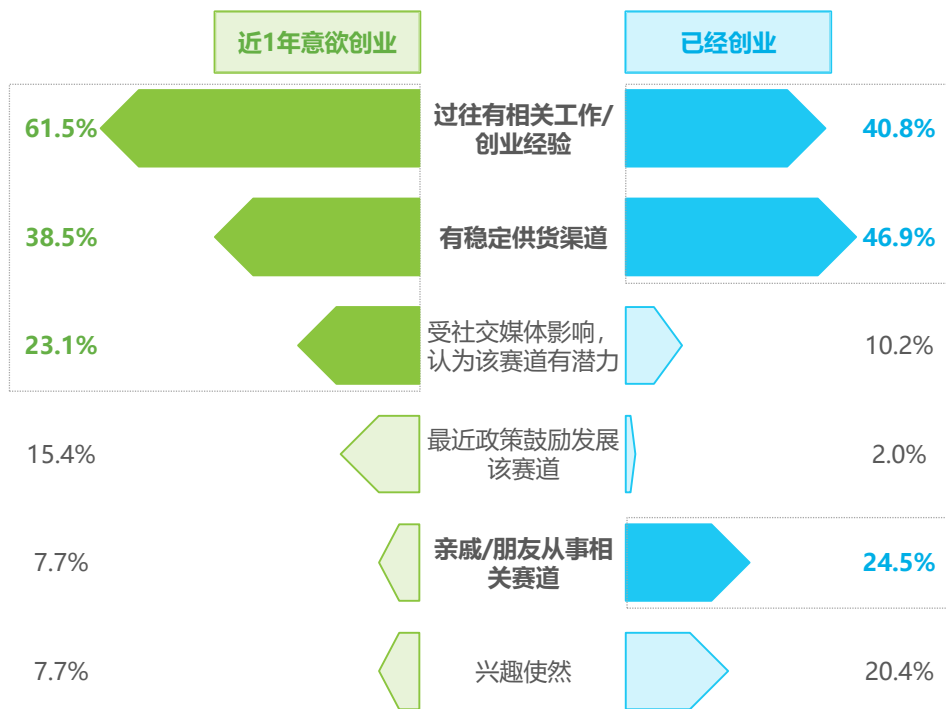 近1年意欲创业
已经创业
61.5%
过往有相关工作/
创业经验
40.8%
38.5%
有稳定供货渠道
46.9%
23.1%
受社交媒体影响，
认为该赛道有潜力
10.2%
15.4%
最近政策鼓励发展
该赛道
2.0%
7.7%
亲戚/朋友从事相
关赛道
24.5%
7.7%
兴趣使然
20.4%